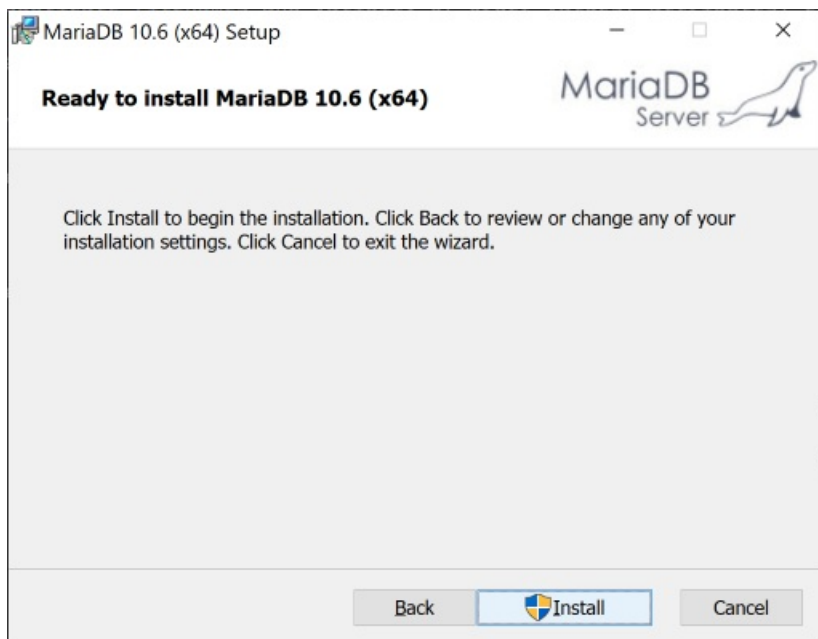 MariaDB 10.6 (x64) Setup
Ready to install MariaDB 10.6 (x64)
MariaDB
Server
Click Install to begin the installation. Click Back to review or change any of your
installation settings. Click Cancel to exit the wizard.
Back
Install
Cancel